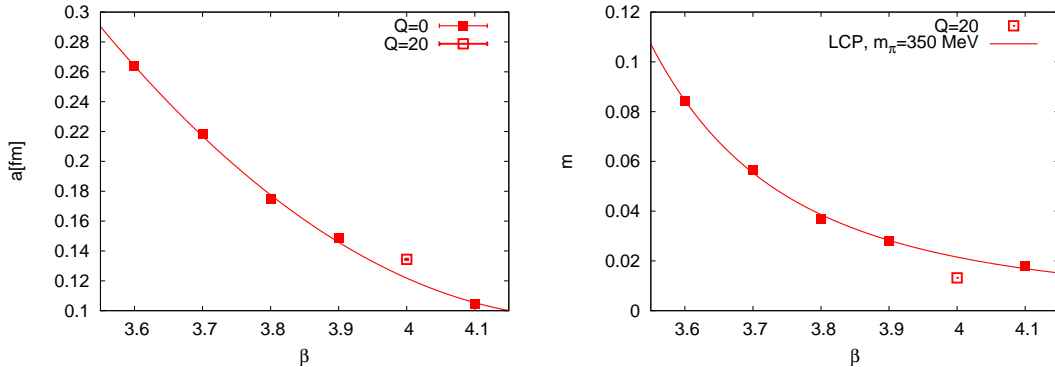 0.3
0.28
0.26
0.24
0.22
0.2
0.18
0.16
0.14
0.12
0.1
a[fm]
3.6 3.7 3.8 3.9 4 4.1
β
Q=0
Q=20
0.12
0.1
0.08
0.06
0.04
0.02
0
m
3.6 3.7 3.8 3.9 4 4.1
β
Q=20
LCP, mπ=350 MeV